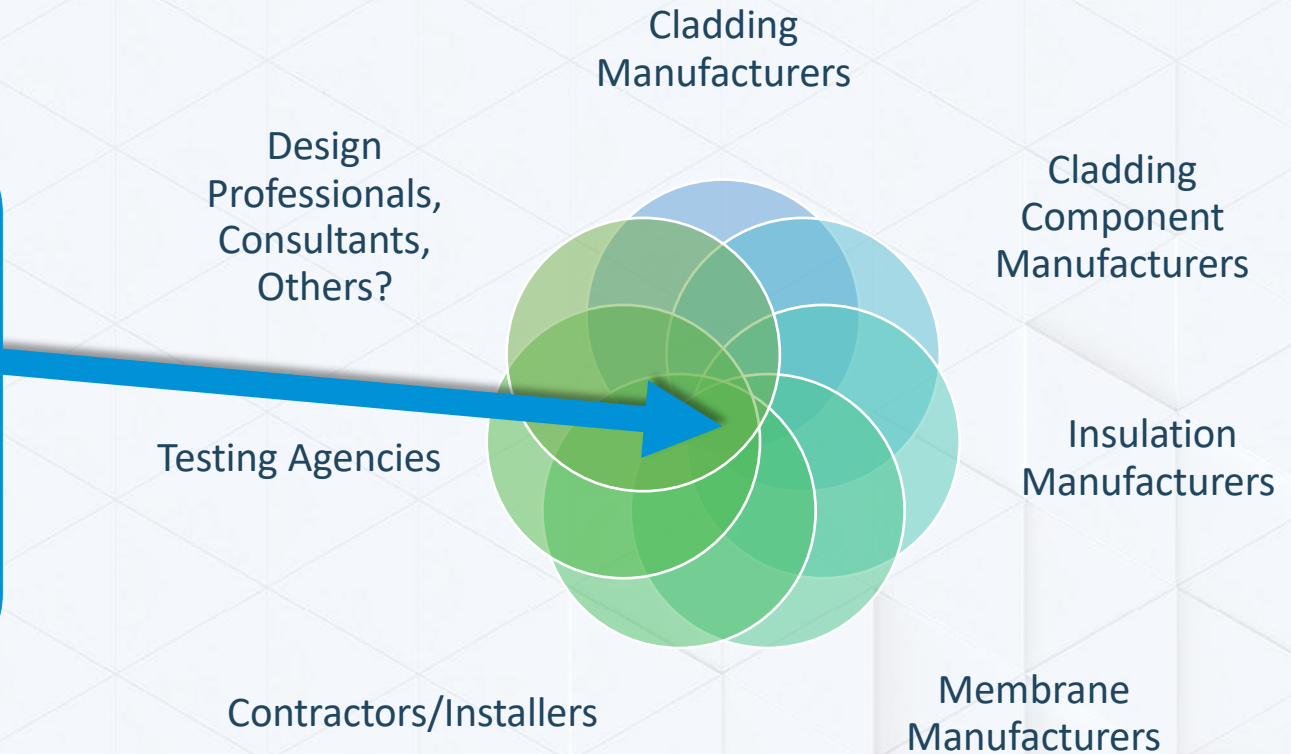 Cladding
Manufacturers
Design
Professionals,
Consultants,
Others?
Cladding
Component
Manufacturers
Testing Agencies
Insulation
Manufacturers
Contractors/Installers
Membrane
Manufacturers